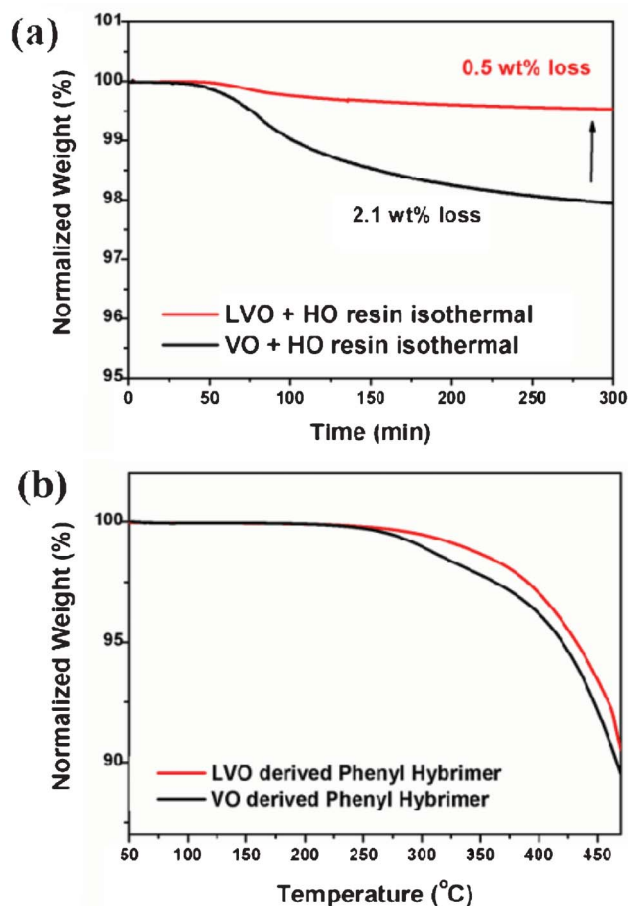 (a)
101
100
99
98
97
96
95
Normalized Weight (%)
0.5 wt% loss
2.1 wt% loss
LVO + HO resin isothermal
VO + HO resin isothermal
0 50 100 150 200 250 300
Time (min)
(b)
100
95
90
Normalized Weight (%)
LVO derived Phenyl Hybrimer
VO derived Phenyl Hybrimer
50 100 150 200 250 300 350 400 450
Temperature (°C)